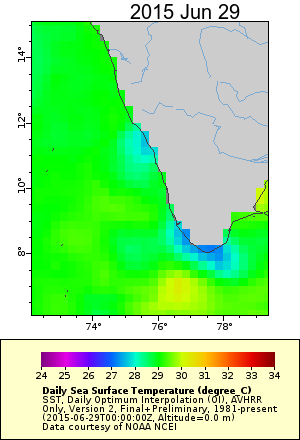 2015 Jun 29
14°
12°
10°
8°
74° 76° 78°
24 25 26 27 28 29 30 31 32 33 34
Daily Sea Surface Temperature (degree_C)
SST, Daily Optimum Interpolation (OI), AVHRR
Only, Version 2, Final+Preliminary, 1981-present
(2015-06-29T00:00:00Z, Altitude=0.0 m)
Data courtesy of NOAA NCEI